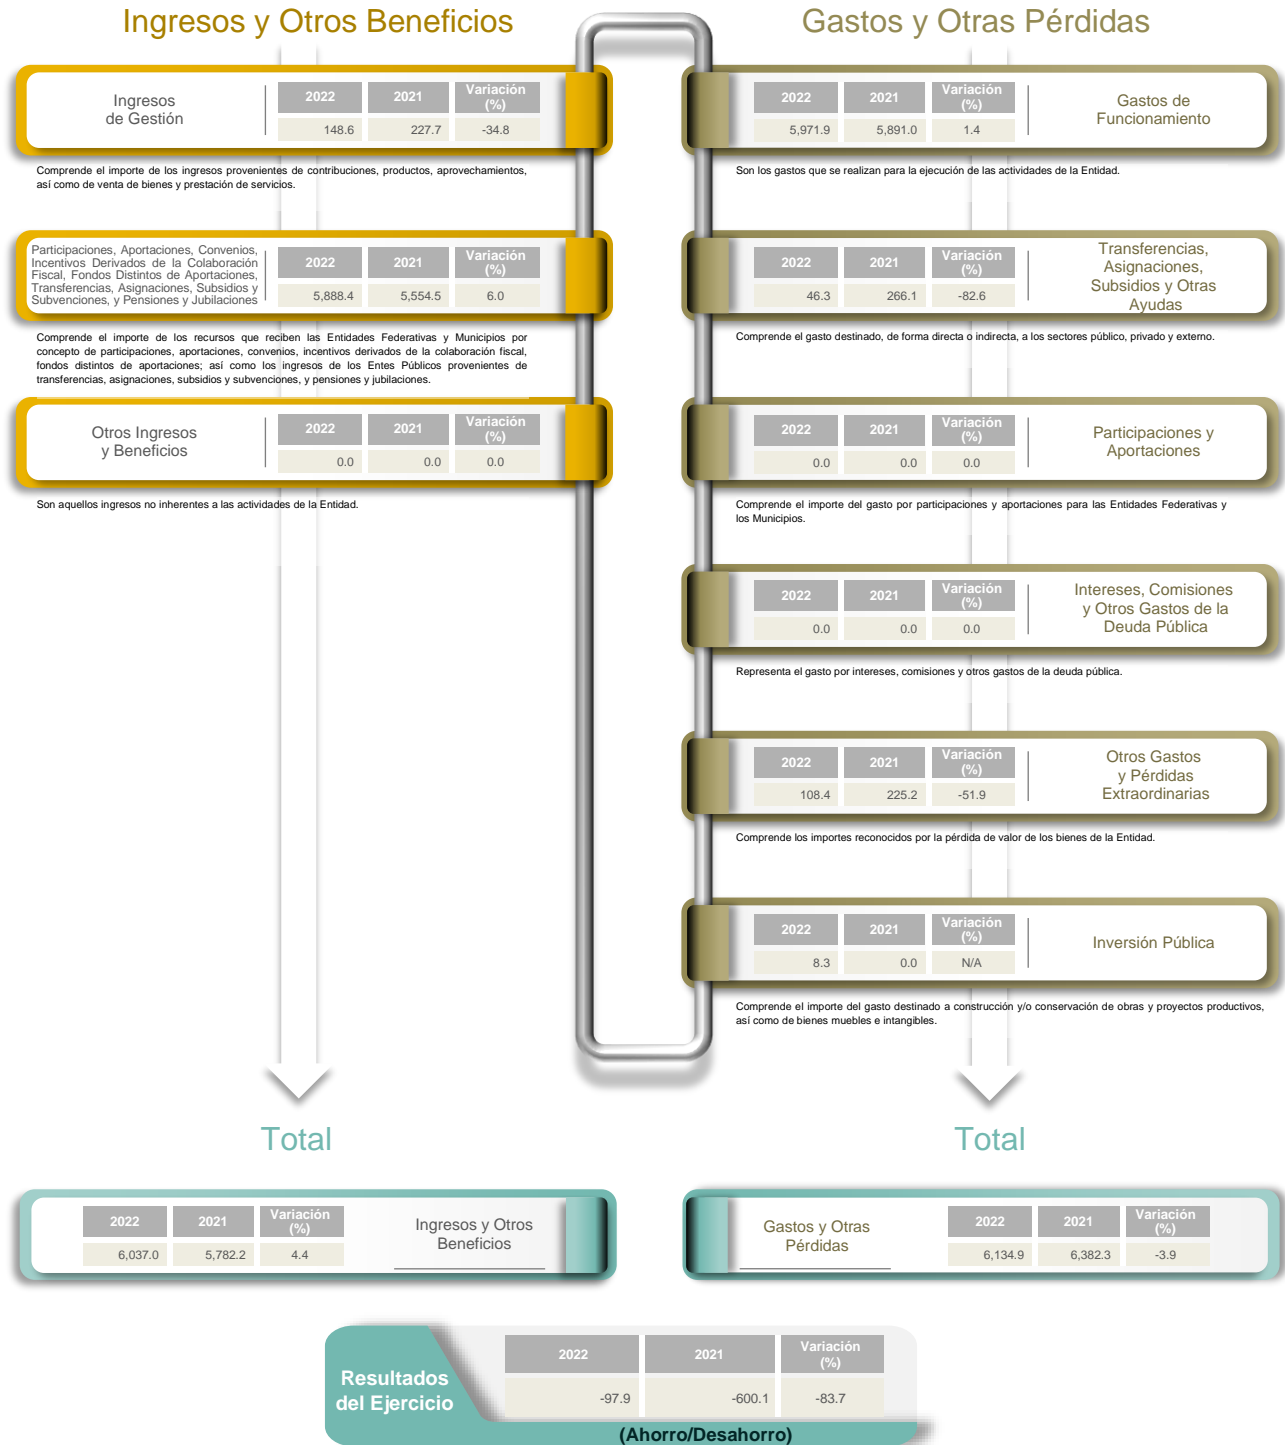 Ingresos y Otros Beneficios
Ingresos
de Gestión
2022 2021 Variación
(%)
148.6 227.7 -34.8
Comprende el importe de los ingresos provenientes de contribuciones, productos, aprovechamientos,
así como de venta de bienes y prestación de servicios.
Participaciones, Aportaciones, Convenios,
Incentivos Derivados de la Colaboración
Fiscal, Fondos Distintos de Aportaciones,
Transferencias, Asignaciones, Subsidios y
Subvenciones, y Pensiones y Jubilaciones
2022 2021 Variación
(%)
5,888.4 5,554.5 6.0
Comprende el importe de los recursos que reciben las Entidades Federativas y Municipios por
concepto de participaciones, aportaciones, convenios, incentivos derivados de la colaboración fiscal,
fondos distintos de aportaciones; así como los ingresos de los Entes Públicos provenientes de
transferencias, asignaciones, subsidios y subvenciones, y pensiones y jubilaciones.
Otros Ingresos
y Beneficios
2022 2021 Variación
(%)
0.0 0.0 0.0
Son aquellos ingresos no inherentes a las actividades de la Entidad.
Total
2022 2021 Variación
(%)
6,037.0 5,782.2 4.4
Ingresos y Otros
Beneficios
Gastos y Otras Pérdidas
2022 2021 Variación
(%)
5,971.9 5,891.0 1.4
Gastos de
Funcionamiento
Son los gastos que se realizan para la ejecución de las actividades de la Entidad.
2022 2021 Variación
(%)
46.3 266.1 -82.6
Transferencias,
Asignaciones,
Subsidios y Otras
Ayudas
Comprende el gasto destinado, de forma directa o indirecta, a los sectores público, privado y externo.
2022 2021 Variación
(%)
0.0 0.0 0.0
Participaciones y
Aportaciones
Comprende el importe del gasto por participaciones y aportaciones para las Entidades Federativas y
los Municipios.
2022 2021 Variación
(%)
0.0 0.0 0.0
Intereses, Comisiones
y Otros Gastos de la
Deuda Pública
Representa el gasto por intereses, comisiones y otros gastos de la deuda pública.
2022 2021 Variación
(%)
108.4 225.2 -51.9
Otros Gastos
y Pérdidas
Extraordinarias
Comprende los importes reconocidos por la pérdida de valor de los bienes de la Entidad.
2022 2021 Variación
(%)
8.3 0.0 N/A
Inversión Pública
Comprende el importe del gasto destinado a construcción y/o conservación de obras y proyectos productivos,
así como de bienes muebles e intangibles.
Total
Gastos y Otras
Pérdidas
2022 2021 Variación
(%)
6,134.9 6,382.3 -3.9
Resultados
del Ejercicio
2022 2021 Variación
(%)
-97.9 -600.1 -83.7
(Ahorro/Desahorro)